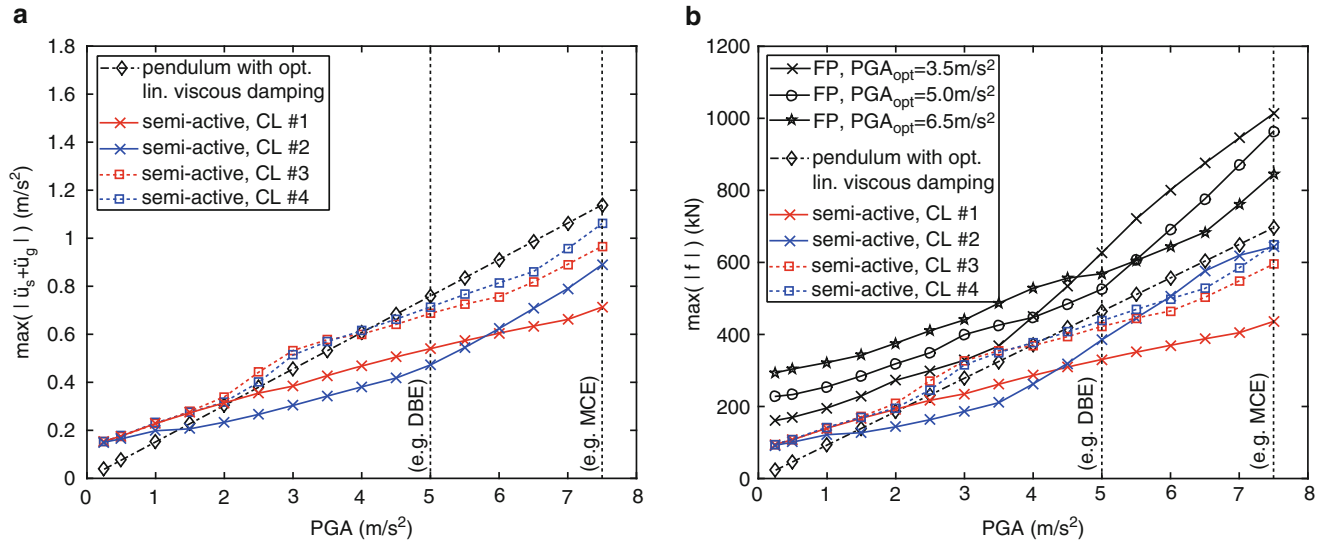 a
max( | üs+üg | ) (m/s²)
1.8
1.6
1.4
1.2
1
0.8
0.6
0.4
0.2
0
pendulum with opt.
lin. viscous damping
semi-active, CL #1
semi-active, CL #2
semi-active, CL #3
semi-active, CL #4
(e.g. DBE)
(e.g. MCE)
0 1 2 3 4 5 6 7 8
PGA (m/s²)
b
max( | f | ) (kN)
1200
1000
800
600
400
200
0
FP, PGAopt=3.5m/s²
FP, PGAopt=5.0m/s²
FP, PGAopt=6.5m/s²
pendulum with opt.
lin. viscous damping
semi-active, CL #1
semi-active, CL #2
semi-active, CL #3
semi-active, CL #4
(e.g. DBE)
(e.g. MCE)
0 1 2 3 4 5 6 7 8
PGA (m/s²)